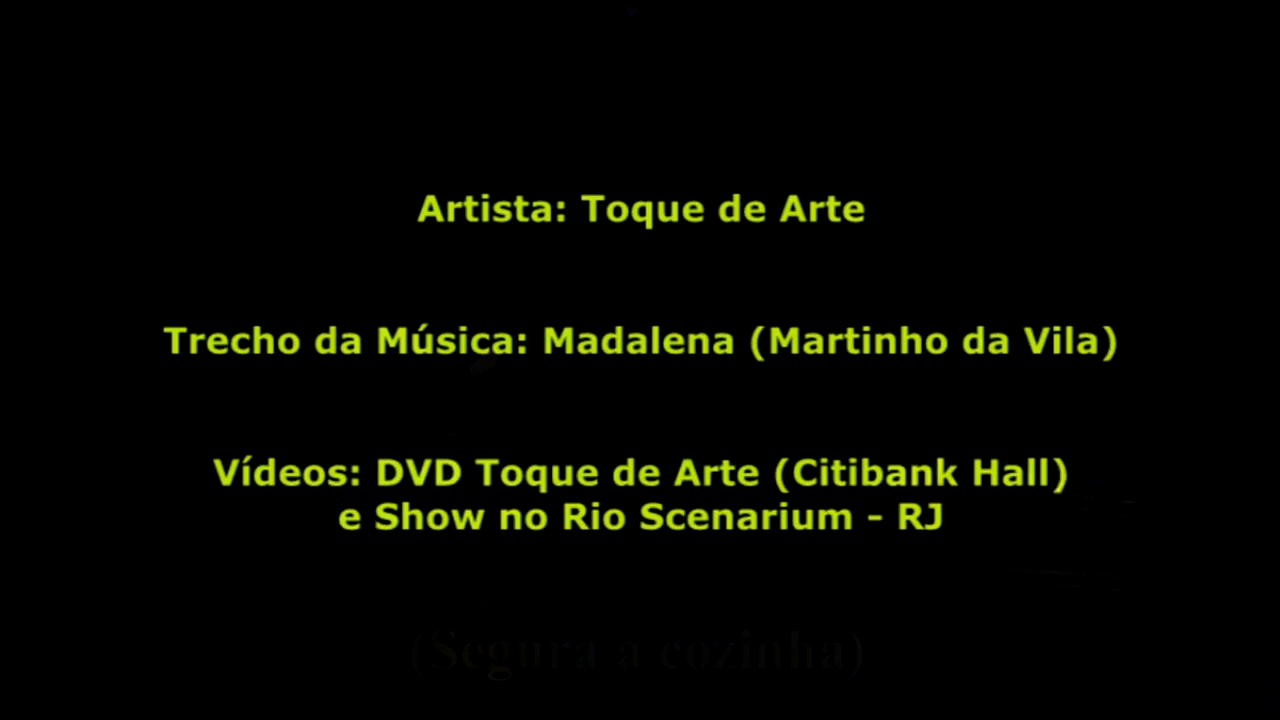 Artista: Toque de Arte
Trecho da Música: Madalena (Martinho da Vila)
Vídeos: DVD Toque de Arte (Citibank Hall)
e Show no Rio Scenarium - RJ
(Segura a cozinha)